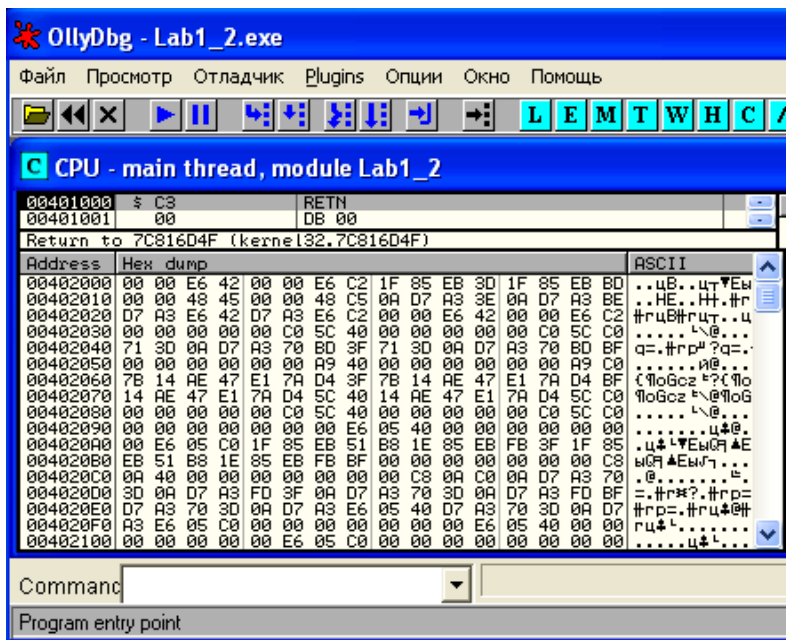 OllyDbg - Lab1_2.exe
Файл Просмотр Отладчик Plugins Опции Окно Помощь
L E M T W H C /
C CPU - main thread, module Lab1_2
00401000 $ C3 RETN
00401001 00 DB 00
Return to 7C816D4F (kernel32.7C816D4F)
Address Hex dump ASCII
00402000 00 00 E6 42 00 00 E6 C2 1F 85 EB 3D 1F 85 EB BD
00402010 00 00 48 45 00 00 48 C5 0A D7 A3 3E 0A D7 A3 BE
00402020 D7 A3 E6 42 D7 A3 E6 C2 00 00 E6 42 00 00 E6 C2
00402030 00 00 00 00 00 C0 5C 40 00 00 00 00 00 C0 5C C0
00402040 71 3D 0A D7 A3 70 BD 3F 71 3D 0A D7 A3 70 BD BF
00402050 00 00 00 00 00 00 A9 40 00 00 00 00 00 00 A9 C0
00402060 7B 14 AE 47 E1 7A D4 3F 7B 14 AE 47 E1 7A D4 BF
00402070 14 AE 47 E1 7A D4 5C 40 14 AE 47 E1 7A D4 5C C0
00402080 00 00 00 00 00 C0 5C 40 00 00 00 00 00 C0 5C C0
00402090 00 00 00 00 00 00 00 E6 05 40 00 00 00 00 00 00
004020A0 00 E6 05 C0 1F 85 EB 51 B8 1E 85 EB FB 3F 1F 85
004020B0 EB 51 B8 1E 85 EB FB BF 00 00 00 00 00 00 00 C8
004020C0 0A 40 00 00 00 00 00 00 00 C8 0A C0 0A D7 A3 70
004020D0 3D 0A D7 A3 FD 3F 0A D7 A3 70 3D 0A D7 A3 FD BF
004020E0 D7 A3 70 3D 0A D7 A3 E6 05 40 D7 A3 70 3D 0A D7
004020F0 A3 E6 05 C0 00 00 00 00 00 00 00 E6 05 40 00 00
00402100 00 00 00 00 00 E6 05 C0 00 00 00 00 00 00 00 00
Command
Program entry point